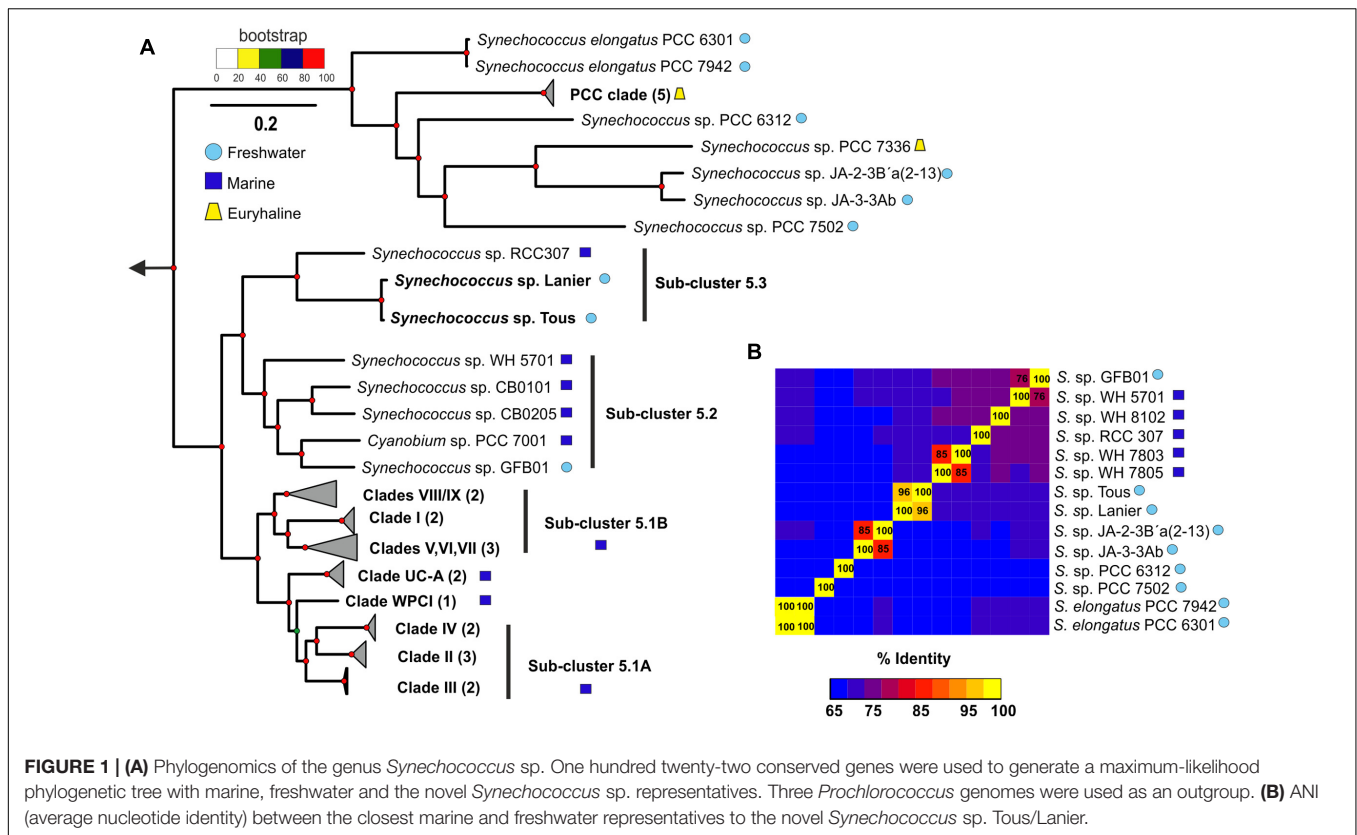 A
bootstrap
0 20 40 60 80 100
0.2
Freshwater
Marine
Euryhaline
Synechococcus elongatus PCC 6301
Synechococcus elongatus PCC 7942
PCC clade (5)
Synechococcus sp. PCC 6312
Synechococcus sp. PCC 7336
Synechococcus sp. JA-2-3B´a(2-13)
Synechococcus sp. JA-3-3Ab
Synechococcus sp. PCC 7502
Synechococcus sp. RCC307
Synechococcus sp. Lanier
Synechococcus sp. Tous
Sub-cluster 5.3
Synechococcus sp. WH 5701
Synechococcus sp. CB0101
Synechococcus sp. CB0205
Cyanobium sp. PCC 7001
Synechococcus sp. GFB01
Sub-cluster 5.2
Clades VIII/IX (2)
Clade I (2)
Clades V,VI,VII (3)
Sub-cluster 5.1B
Clade UC-A (2)
Clade WPCI (1)
Clade IV (2)
Clade II (3)
Clade III (2)
Sub-cluster 5.1A
B
76 100 S. sp. GFB01
100 76 S. sp. WH 5701
100 S. sp. WH 8102
100 S. sp. RCC 307
85 100 S. sp. WH 7803
100 85 S. sp. WH 7805
96 100 S. sp. Tous
100 96 S. sp. Lanier
85 100 S. sp. JA-2-3B´a(2-13)
100 85 S. sp. JA-3-3Ab
100 S. sp. PCC 6312
100 S. sp. PCC 7502
100 100 S. elongatus PCC 7942
100 100 S. elongatus PCC 6301
% Identity
65 75 85 95 100
FIGURE 1 | (A) Phylogenomics of the genus Synechococcus sp. One hundred twenty-two conserved genes were used to generate a maximum-likelihood
phylogenetic tree with marine, freshwater and the novel Synechococcus sp. representatives. Three Prochlorococcus genomes were used as an outgroup. (B) ANI
(average nucleotide identity) between the closest marine and freshwater representatives to the novel Synechococcus sp. Tous/Lanier.